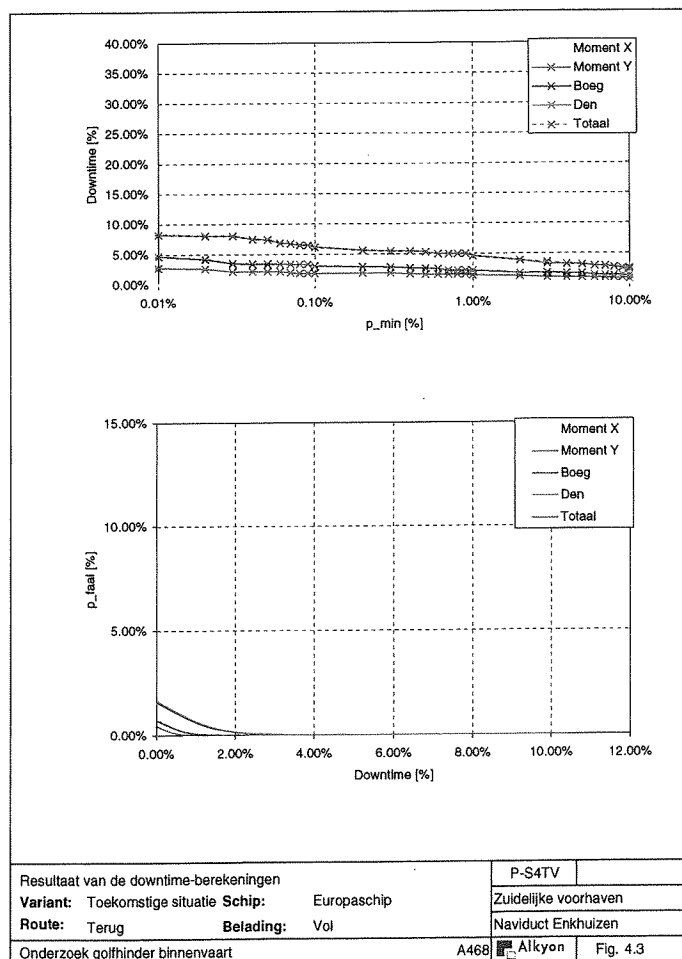 40.00%
35.00%
30.00%
25.00%
20.00%
15.00%
10.00%
5.00%
0.00%
Downtime [%]
0.01%
0.10%
1.00%
10.00%
p_min [%]
Moment X
Moment Y
Boeg
Den
Totaal
15.00%
10.00%
5.00%
0.00%
p_faal [%]
0.00%
2.00%
4.00%
6.00%
8.00%
10.00%
12.00%
Downtime [%]
Moment X
Moment Y
Boeg
Den
Totaal
Resultaat van de downtime-berekeningen
P-S4TV
Variant: Toekomstige situatie Schip: Europaschip
Zuidelijke voorhaven
Route: Terug Belading: Vol
Naviduct Enkhuizen
Onderzoek golfhinder binnenvaart A468 Alkyon Fig. 4.3